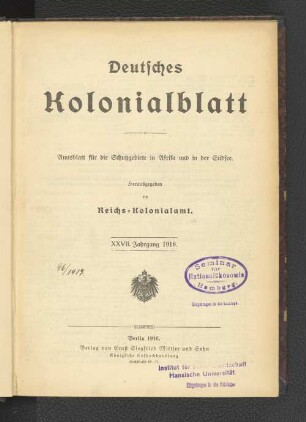 Deutsches
Kolonialblatt
Amtsblatt für die Schutzgebiete in Afrika und in der Südsee.
Herausgegeben
im
Reichs-Kolonialamt.
XXVII. Jahrgang 1916.
Seminar
für
Nationalökonomie
Hamburg.
Berlin 1916.
Verlag von Ernst Siegfried Mittler und Sohn
Königliche Hofbuchhandlung
Institut für
Hansische Universität